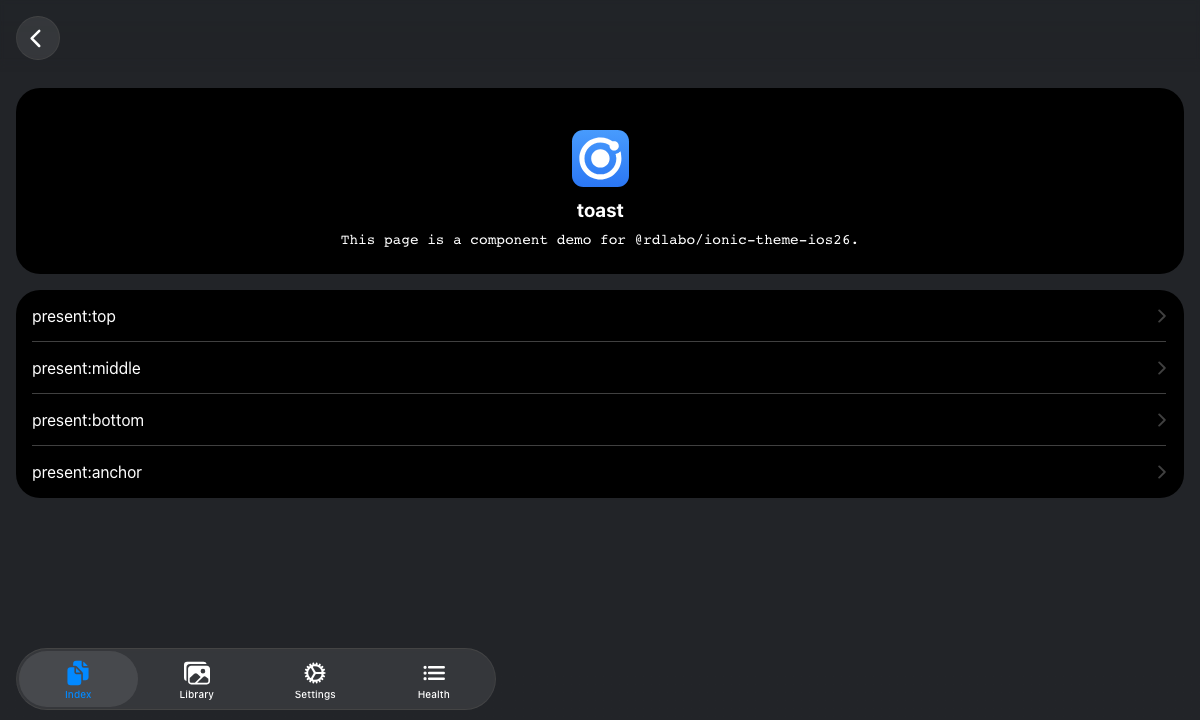 toast
This page is a component demo for @rdlabo/ionic-theme-ios26.
present:top
present:middle
present:bottom
present:anchor
Index
Library
Settings
Health